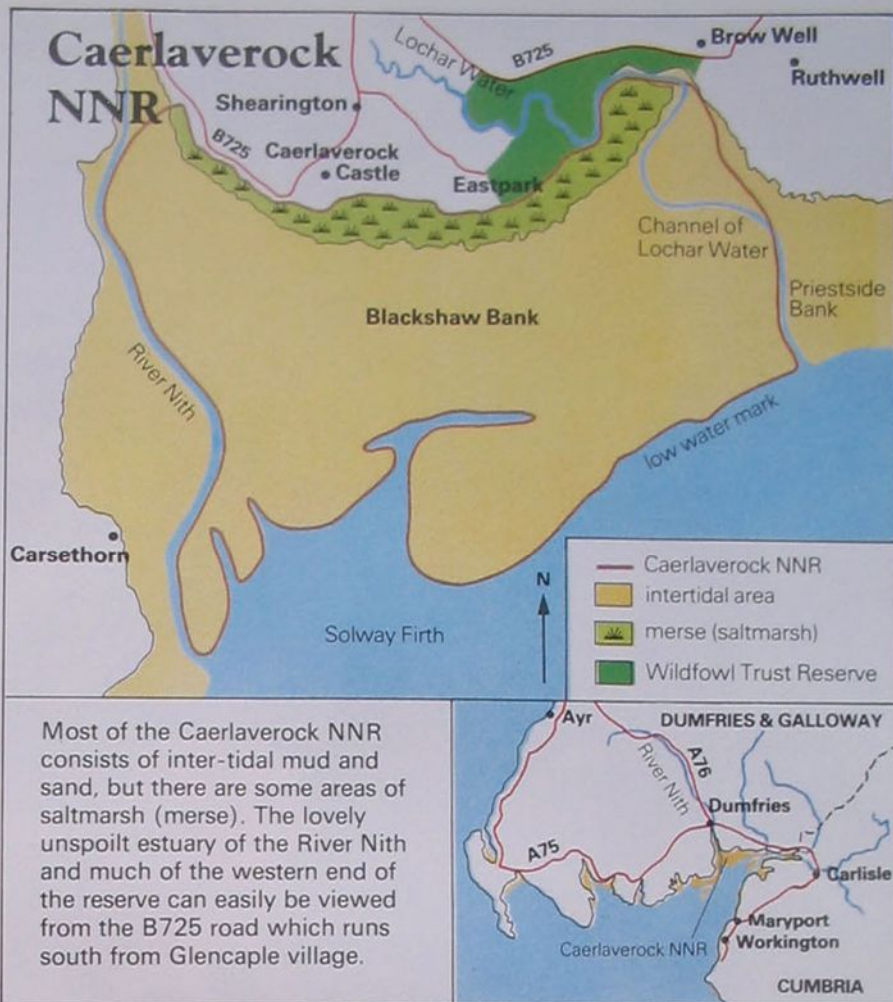 Caerlaverock
NNR
Lochar Water
B725
Brow Well
Ruthwell
Shearington
B725
Caerlaverock
Castle
Eastpark
Channel of
Lochar Water
Priestside
Bank
Blackshaw Bank
River Nith
low water mark
Carsethorn
Solway Firth
N
Caerlaverock NNR
intertidal area
merse (saltmarsh)
Wildfowl Trust Reserve
Most of the Caerlaverock NNR
consists of inter-tidal mud and
sand, but there are some areas of
saltmarsh (merse). The lovely
unspoilt estuary of the River Nith
and much of the western end of
the reserve can easily be viewed
from the B725 road which runs
south from Glencaple village.
Ayr
DUMFRIES & GALLOWAY
River Nith
A76
Dumfries
A75
Carlisle
Maryport
Caerlaverock NNR
Workington
CUMBRIA